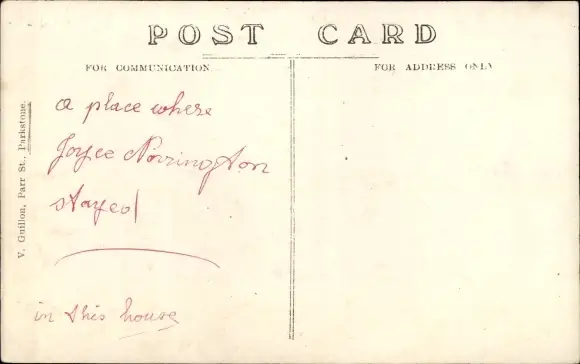 POST CARD
FOR COMMUNICATION
FOR ADDRESS ONLY
V. Guillon, Parr St., Parkstone.
a place where
Joyce Norrington
stayed
in this house